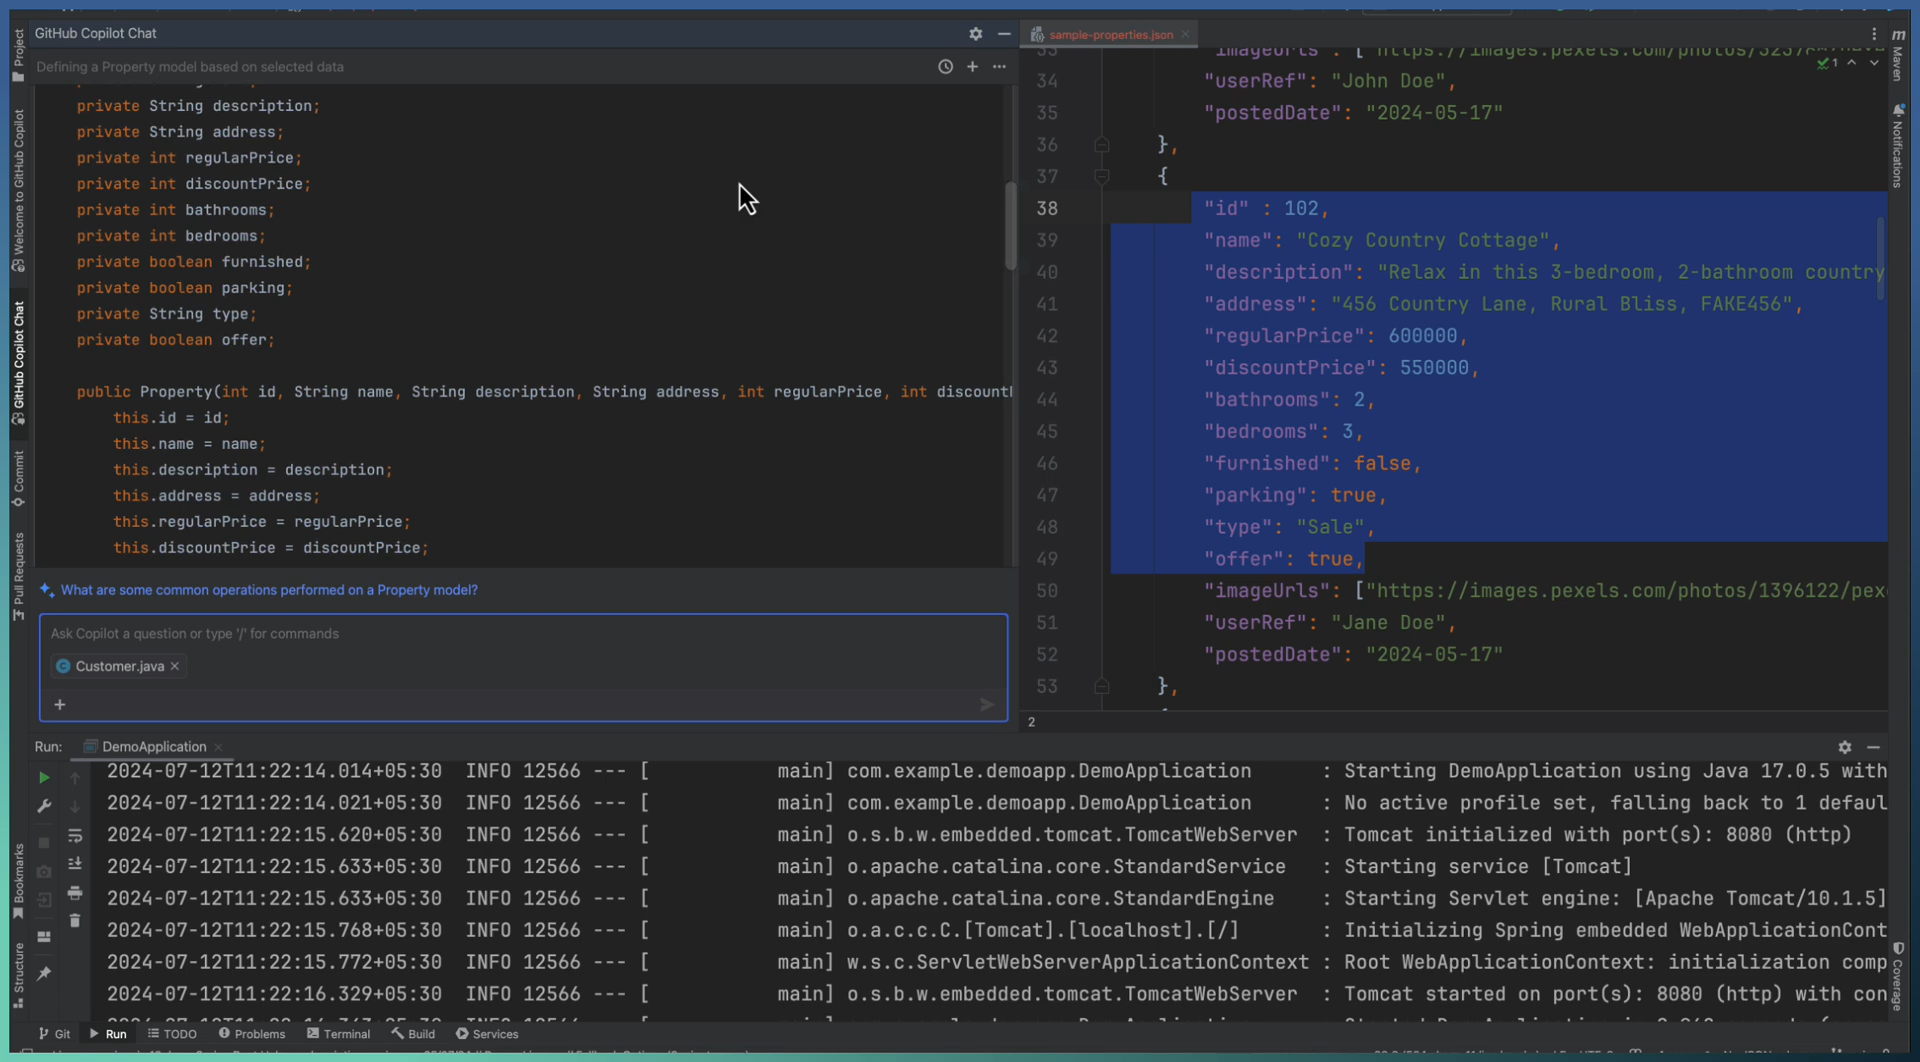 GitHub Copilot Chat
Defining a Property model based on selected data
private String description;
private String address;
private int regularPrice;
private int discountPrice;
private int bathrooms;
private int bedrooms;
private boolean furnished;
private boolean parking;
private String type;
private boolean offer;
public Property(int id, String name, String description, String address, int regularPrice, int discount
this.id = id;
this.name = name;
this.description = description;
this.address = address;
this.regularPrice = regularPrice;
this.discountPrice = discountPrice;
What are some common operations performed on a Property model?
Ask Copilot a question or type '/' for commands
Customer.java
sample-properties.json
1
34 "userRef": "John Doe",
35 "postedDate": "2024-05-17"
36 },
37 {
38 "id" : 102,
39 "name": "Cozy Country Cottage",
40 "description": "Relax in this 3-bedroom, 2-bathroom country
41 "address": "456 Country Lane, Rural Bliss, FAKE456",
42 "regularPrice": 600000,
43 "discountPrice": 550000,
44 "bathrooms": 2,
45 "bedrooms": 3,
46 "furnished": false,
47 "parking": true,
48 "type": "Sale",
49 "offer": true,
50 "imageUrls": ["https://images.pexels.com/photos/1396122/pex
51 "userRef": "Jane Doe",
52 "postedDate": "2024-05-17"
53 },
2
Run: DemoApplication
2024-07-12T11:22:14.014+05:30 INFO 12566 --- [ main] com.example.demoapp.DemoApplication : Starting DemoApplication using Java 17.0.5 with
2024-07-12T11:22:14.021+05:30 INFO 12566 --- [ main] com.example.demoapp.DemoApplication : No active profile set, falling back to 1 defaul
2024-07-12T11:22:15.620+05:30 INFO 12566 --- [ main] o.s.b.w.embedded.tomcat.TomcatWebServer : Tomcat initialized with port(s): 8080 (http)
2024-07-12T11:22:15.633+05:30 INFO 12566 --- [ main] o.apache.catalina.core.StandardService : Starting service [Tomcat]
2024-07-12T11:22:15.633+05:30 INFO 12566 --- [ main] o.apache.catalina.core.StandardEngine : Starting Servlet engine: [Apache Tomcat/10.1.5]
2024-07-12T11:22:15.768+05:30 INFO 12566 --- [ main] o.a.c.c.C.[Tomcat].[localhost].[/] : Initializing Spring embedded WebApplicationCont
2024-07-12T11:22:15.772+05:30 INFO 12566 --- [ main] w.s.c.ServletWebServerApplicationContext : Root WebApplicationContext: initialization comp
2024-07-12T11:22:16.329+05:30 INFO 12566 --- [ main] o.s.b.w.embedded.tomcat.TomcatWebServer : Tomcat started on port(s): 8080 (http) with con
Git Run TODO Problems Terminal Build Services
Project
Welcome to GitHub Copilot
GitHub Copilot Chat
Commit
Pull Requests
Bookmarks
Structure
Maven
Notifications
Coverage